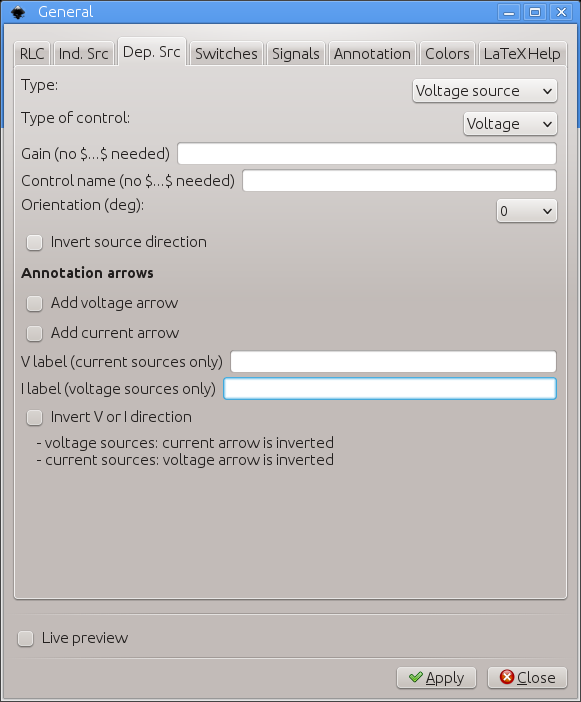 General
RLC Ind. Src Dep. Src Switches Signals Annotation Colors LaTeXHelp
Type: Voltage source
Type of control: Voltage
Gain (no $...$ needed)
Control name (no $...$ needed)
Orientation (deg): 0
Invert source direction
Annotation arrows
Add voltage arrow
Add current arrow
V label (current sources only)
I label (voltage sources only)
Invert V or I direction
- voltage sources: current arrow is inverted
- current sources: voltage arrow is inverted
Live preview
Apply Close